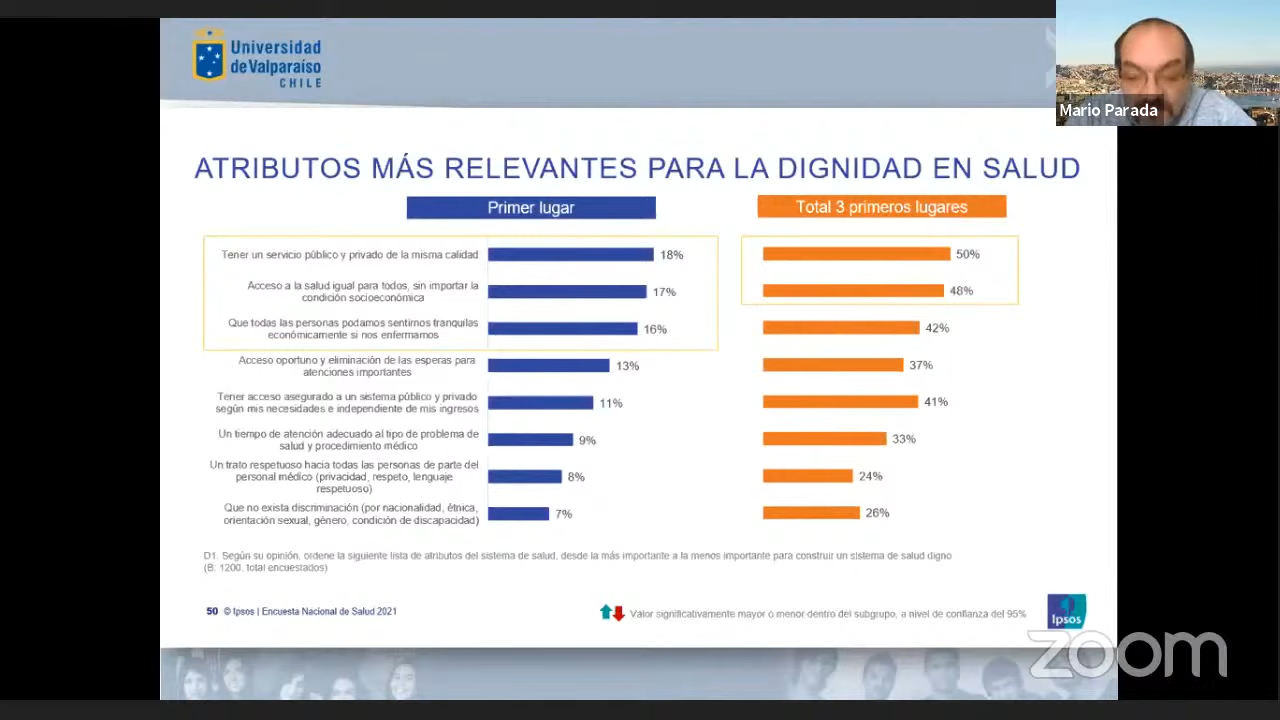 Universidad
de Valparaíso
CHILE
Mario Parada
ATRIBUTOS MÁS RELEVANTES PARA LA DIGNIDAD EN SALUD
Primer lugar
Total 3 primeros lugares
Tener un servicio público y privado de la misma calidad
18%
50%
Acceso a la salud igual para todos, sin importar la
condición socioeconómica
17%
48%
Que todas las personas podamos sentirnos tranquilas
económicamente si nos enfermamos
16%
42%
Acceso oportuno y eliminación de las esperas para
atenciones importantes
13%
37%
Tener acceso asegurado a un sistema público y privado
según mis necesidades e independiente de mis ingresos
11%
41%
Un tiempo de atención adecuado al tipo de problema de
salud y procedimiento médico
9%
33%
Un trato respetuoso hacia todas las personas de parte del
personal médico (privacidad, respeto, lenguaje
respetuoso)
8%
24%
Que no exista discriminación (por nacionalidad, étnica,
orientación sexual, género, condición de discapacidad)
7%
26%
D1. Según su opinión, ordene la siguiente lista de atributos del sistema de salud, desde la más importante a la menos importante para construir un sistema de salud digno
(B: 1200. total encuestados)
50 © Ipsos | Encuesta Nacional de Salud 2021
Valor significativamente mayor o menor dentro del subgrupo, a nivel de confianza del 95%
Ipsos
zoom